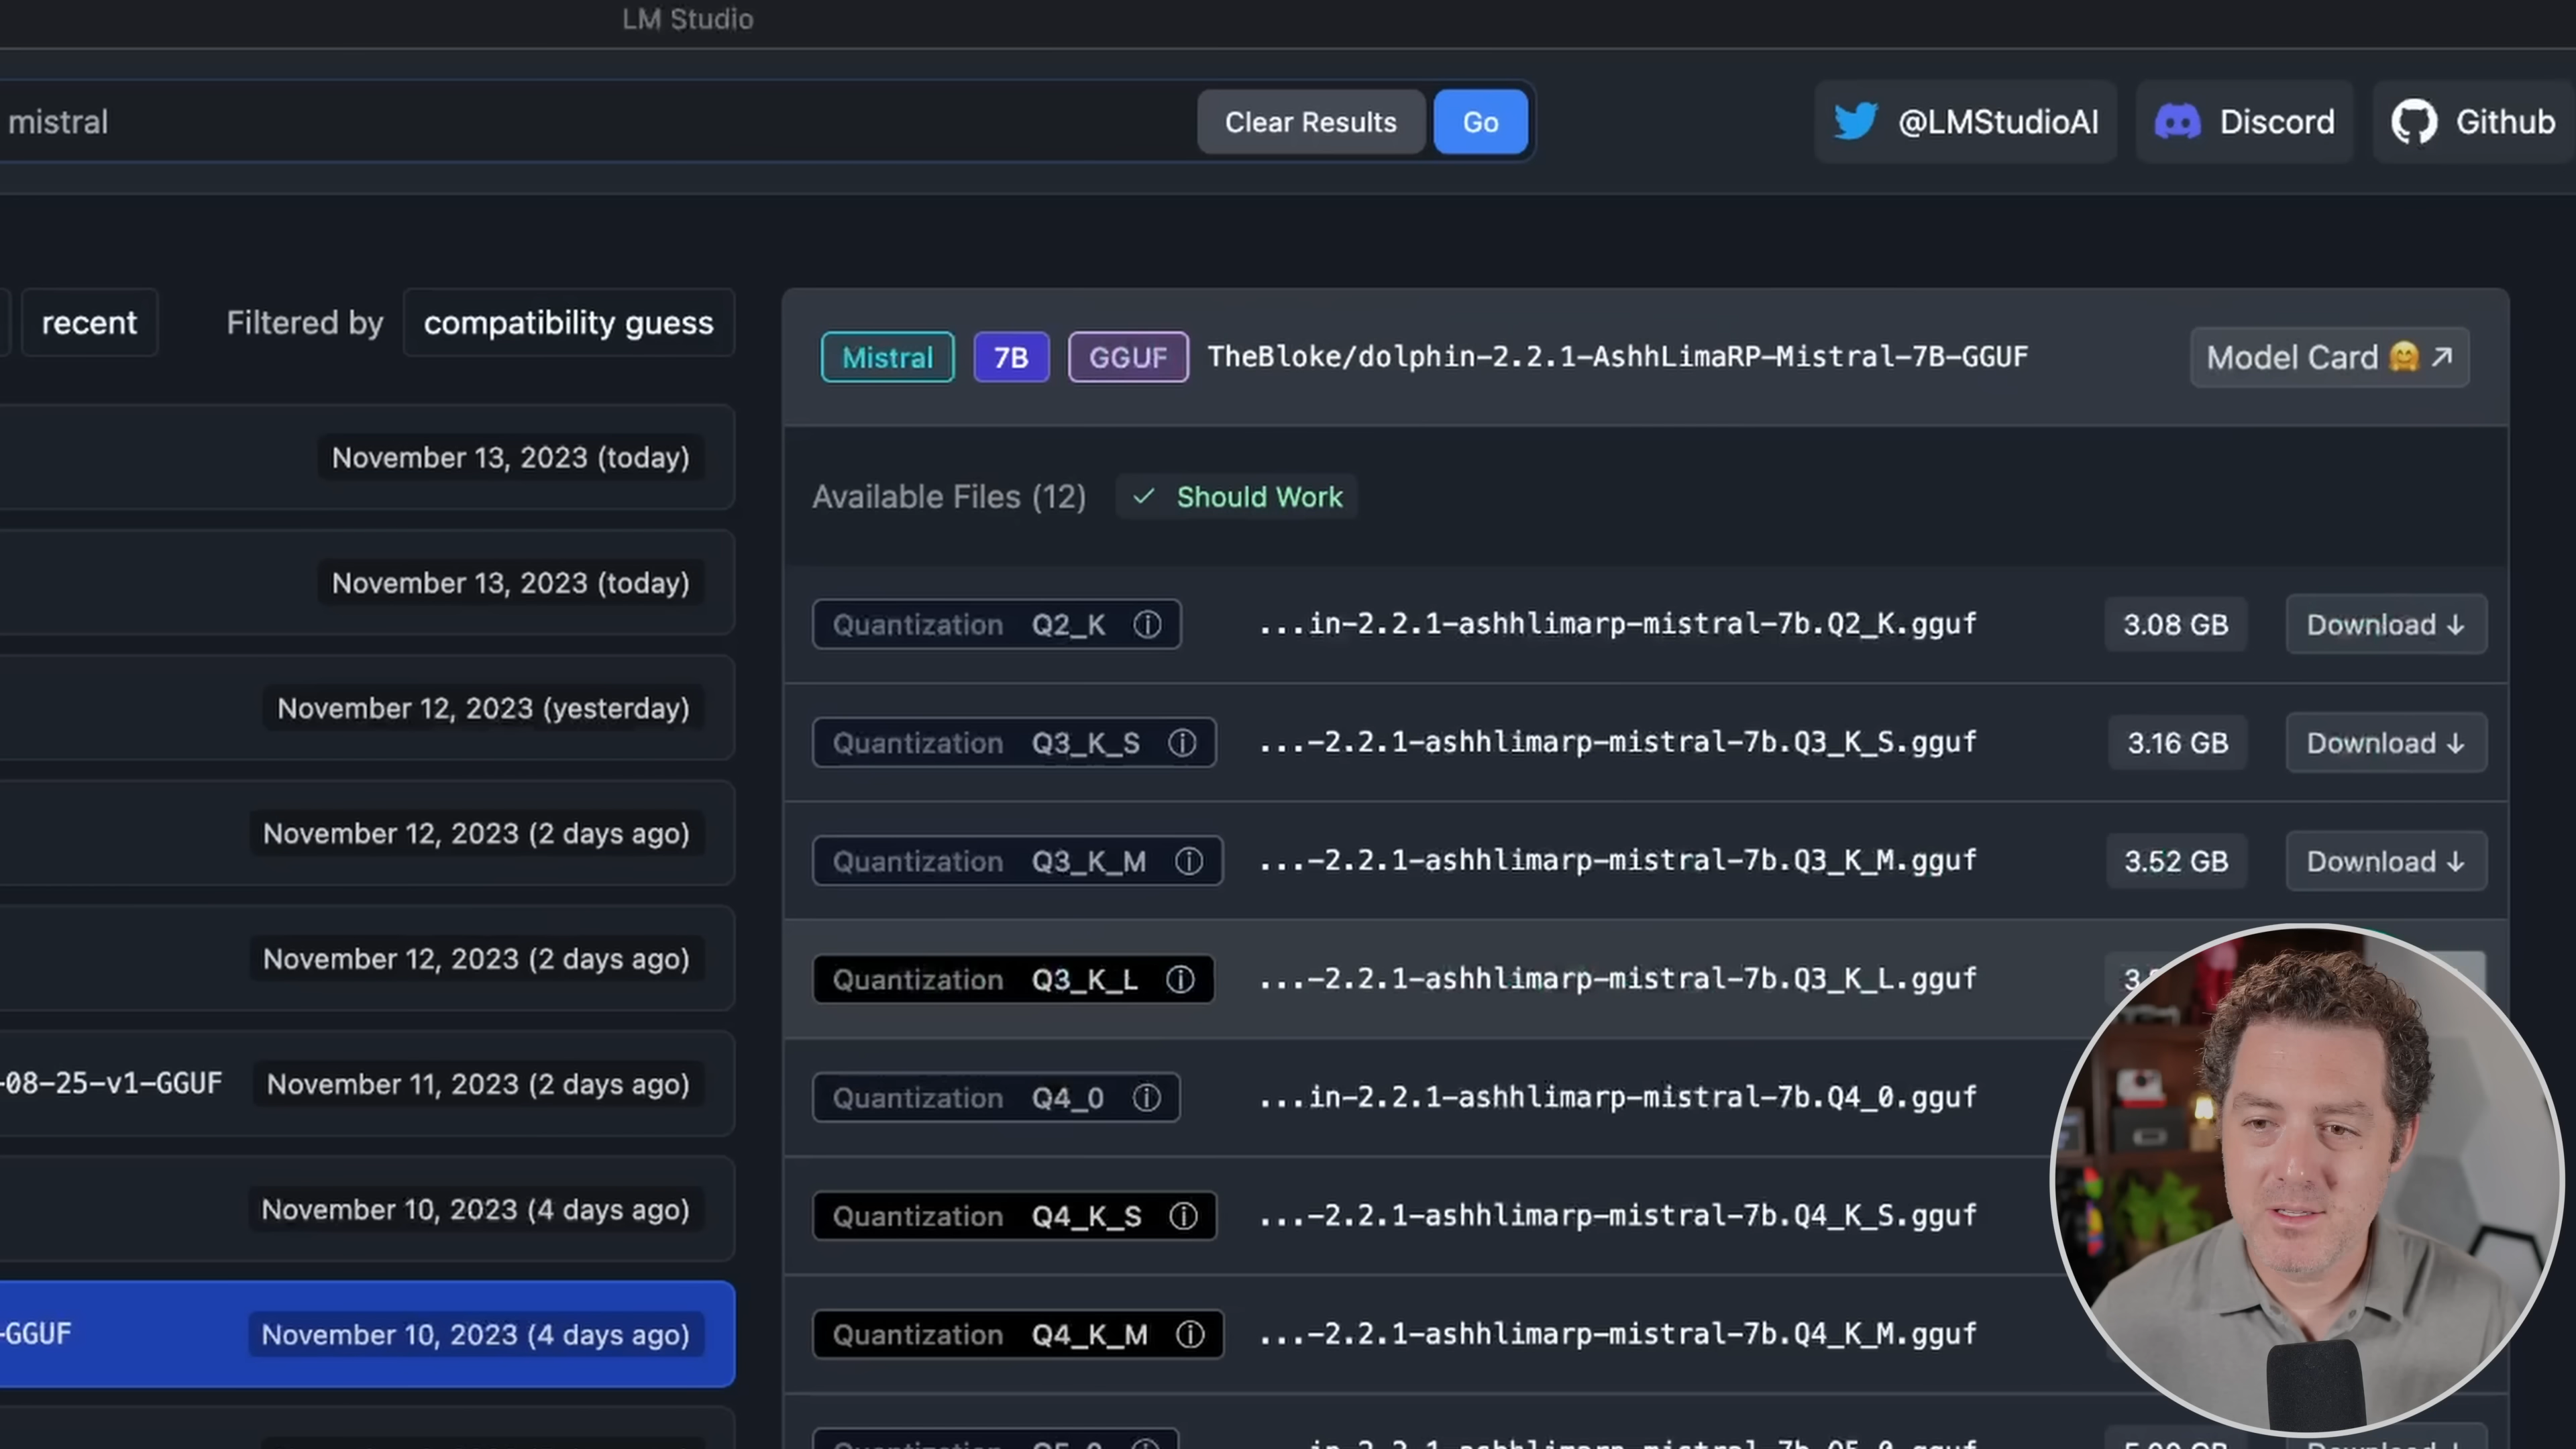 LM Studio
mistral
Clear Results
Go
@LMStudioAI
Discord
Github
recent
Filtered by
compatibility guess
November 13, 2023 (today)
November 13, 2023 (today)
November 12, 2023 (yesterday)
November 12, 2023 (2 days ago)
November 12, 2023 (2 days ago)
-08-25-v1-GGUF November 11, 2023 (2 days ago)
November 10, 2023 (4 days ago)
-GGUF November 10, 2023 (4 days ago)
Mistral 7B GGUF TheBloke/dolphin-2.2.1-AshhLimaRP-Mistral-7B-GGUF Model Card 🤗 ↗
Available Files (12) ✓ Should Work
Quantization Q2_K ...in-2.2.1-ashhlimarp-mistral-7b.Q2_K.gguf 3.08 GB Download ↓
Quantization Q3_K_S ...-2.2.1-ashhlimarp-mistral-7b.Q3_K_S.gguf 3.16 GB Download ↓
Quantization Q3_K_M ...-2.2.1-ashhlimarp-mistral-7b.Q3_K_M.gguf 3.52 GB Download ↓
Quantization Q3_K_L ...-2.2.1-ashhlimarp-mistral-7b.Q3_K_L.gguf
Quantization Q4_0 ...in-2.2.1-ashhlimarp-mistral-7b.Q4_0.gguf
Quantization Q4_K_S ...-2.2.1-ashhlimarp-mistral-7b.Q4_K_S.gguf
Quantization Q4_K_M ...-2.2.1-ashhlimarp-mistral-7b.Q4_K_M.gguf